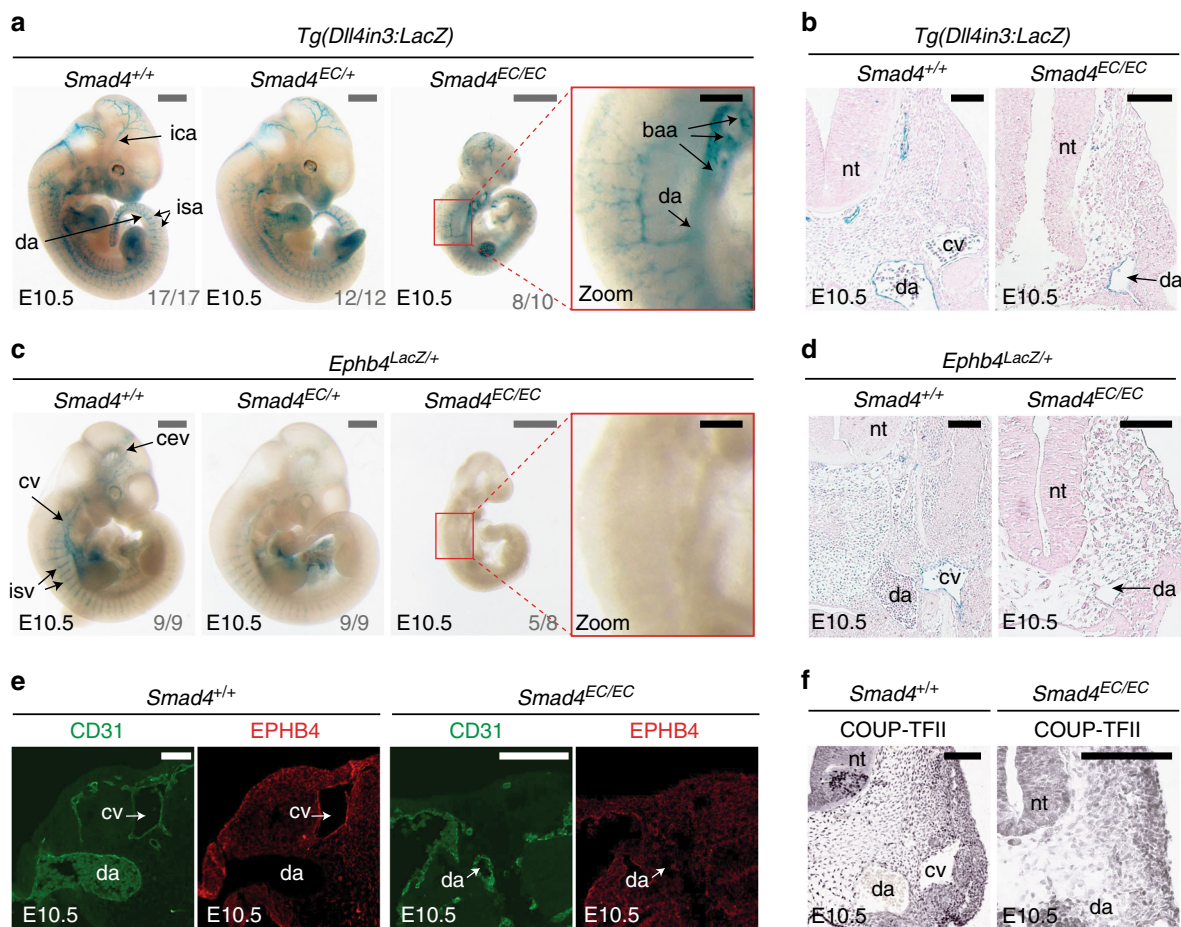 a
Tg(Dll4in3:LacZ)
Smad4+/+
Smad4EC/+
Smad4EC/EC
ica
isa
da
baa
da
E10.5
17/17
E10.5
12/12
E10.5
8/10
Zoom
b
Tg(Dll4in3:LacZ)
Smad4+/+
Smad4EC/EC
nt
cv
da
E10.5
nt
da
E10.5
c
Ephb4LacZ/+
Smad4+/+
Smad4EC/+
Smad4EC/EC
cev
cv
isv
E10.5
9/9
E10.5
9/9
E10.5
5/8
Zoom
d
Ephb4LacZ/+
Smad4+/+
Smad4EC/EC
nt
cv
da
E10.5
nt
da
E10.5
e
Smad4+/+
Smad4EC/EC
CD31
EPHB4
CD31
EPHB4
cv
da
E10.5
cv
da
da
E10.5
da
f
Smad4+/+
Smad4EC/EC
COUP-TFII
COUP-TFII
nt
cv
da
E10.5
nt
da
E10.5